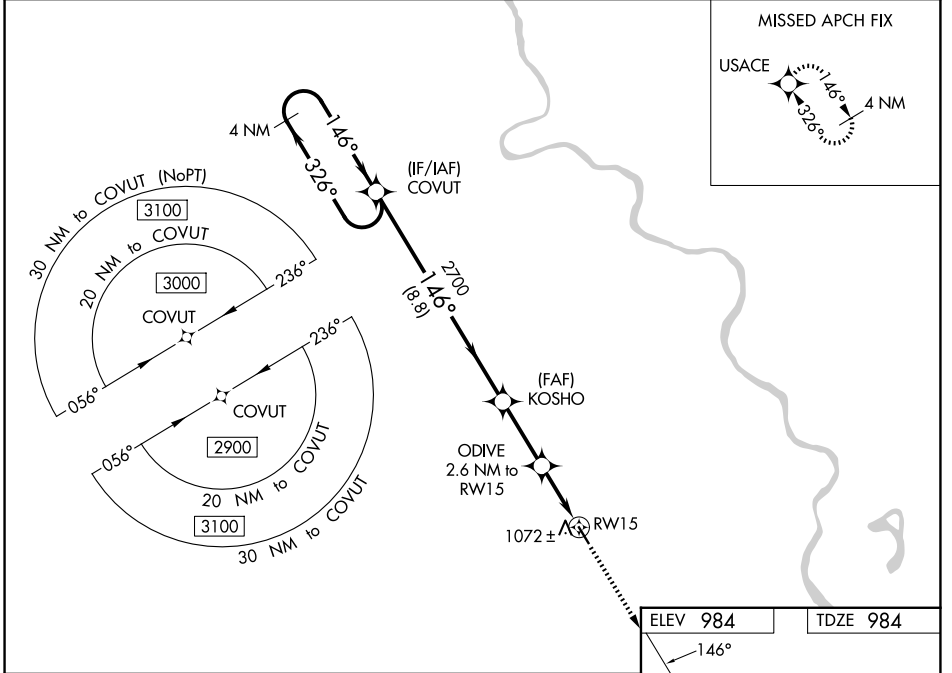 MISSED APCH FIX
USACE
146°
326°
4 NM
4 NM
146°
326°
(IF/IAF)
COVUT
30 NM to COVUT (NoPT)
3100
20 NM to COVUT
3000
236°
COVUT
056°
2700
146°
(8.8)
236°
COVUT
056°
2900
20 NM to COVUT
3100
30 NM to COVUT
(FAF)
KOSHO
ODIVE
2.6 NM to
RW15
1072 ±
RW15
ELEV 984
TDZE 984
146°